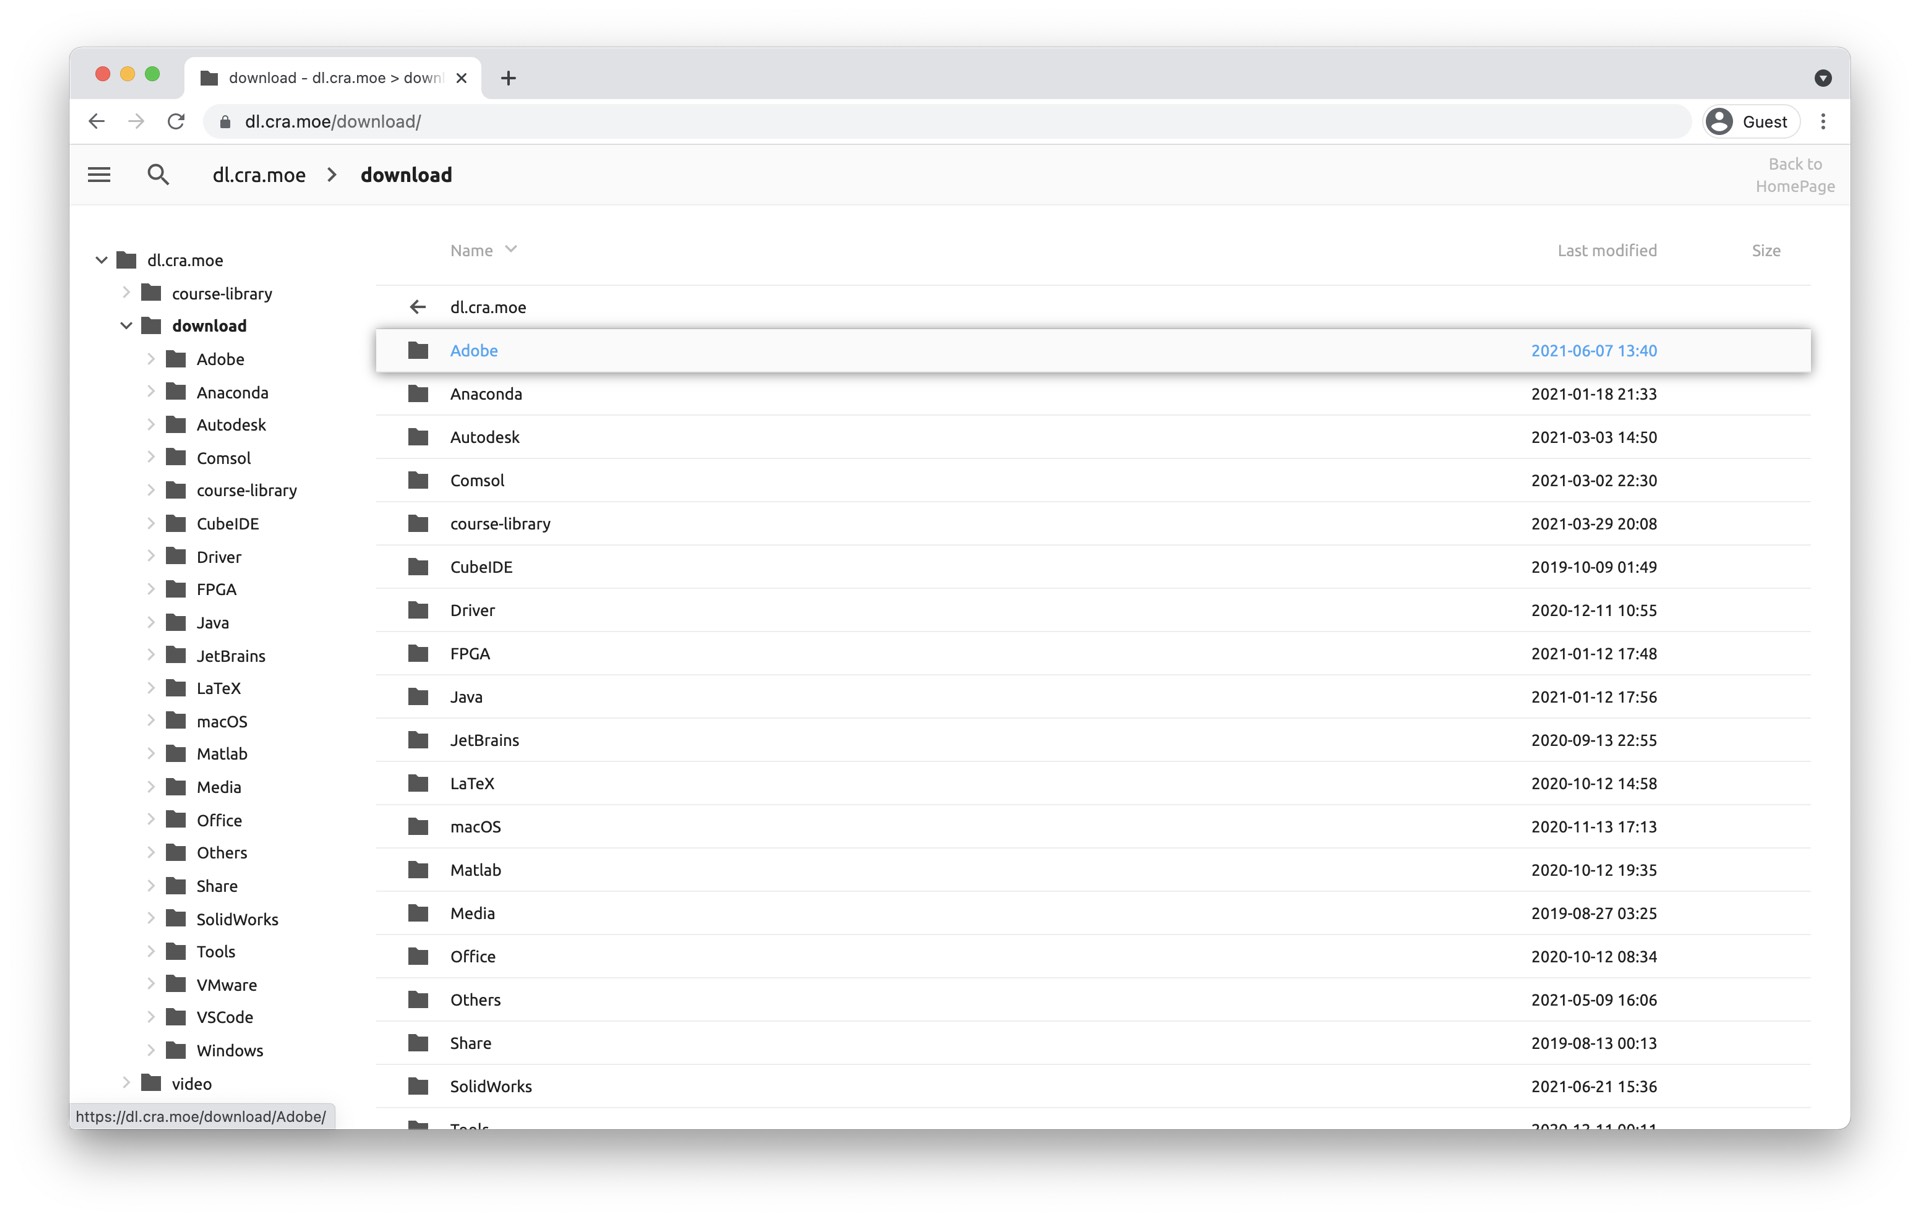 download - dl.cra.moe > down
dl.cra.moe/download/
Guest
dl.cra.moe > download
Back to
HomePage
dl.cra.moe
course-library
download
Adobe
Anaconda
Autodesk
Comsol
course-library
CubeIDE
Driver
FPGA
Java
JetBrains
LaTeX
macOS
Matlab
Media
Office
Others
Share
SolidWorks
Tools
VMware
VSCode
Windows
video
Name Last modified Size
dl.cra.moe
Adobe 2021-06-07 13:40
Anaconda 2021-01-18 21:33
Autodesk 2021-03-03 14:50
Comsol 2021-03-02 22:30
course-library 2021-03-29 20:08
CubeIDE 2019-10-09 01:49
Driver 2020-12-11 10:55
FPGA 2021-01-12 17:48
Java 2021-01-12 17:56
JetBrains 2020-09-13 22:55
LaTeX 2020-10-12 14:58
macOS 2020-11-13 17:13
Matlab 2020-10-12 19:35
Media 2019-08-27 03:25
Office 2020-10-12 08:34
Others 2021-05-09 16:06
Share 2019-08-13 00:13
SolidWorks 2021-06-21 15:36
Tools
https://dl.cra.moe/download/Adobe/